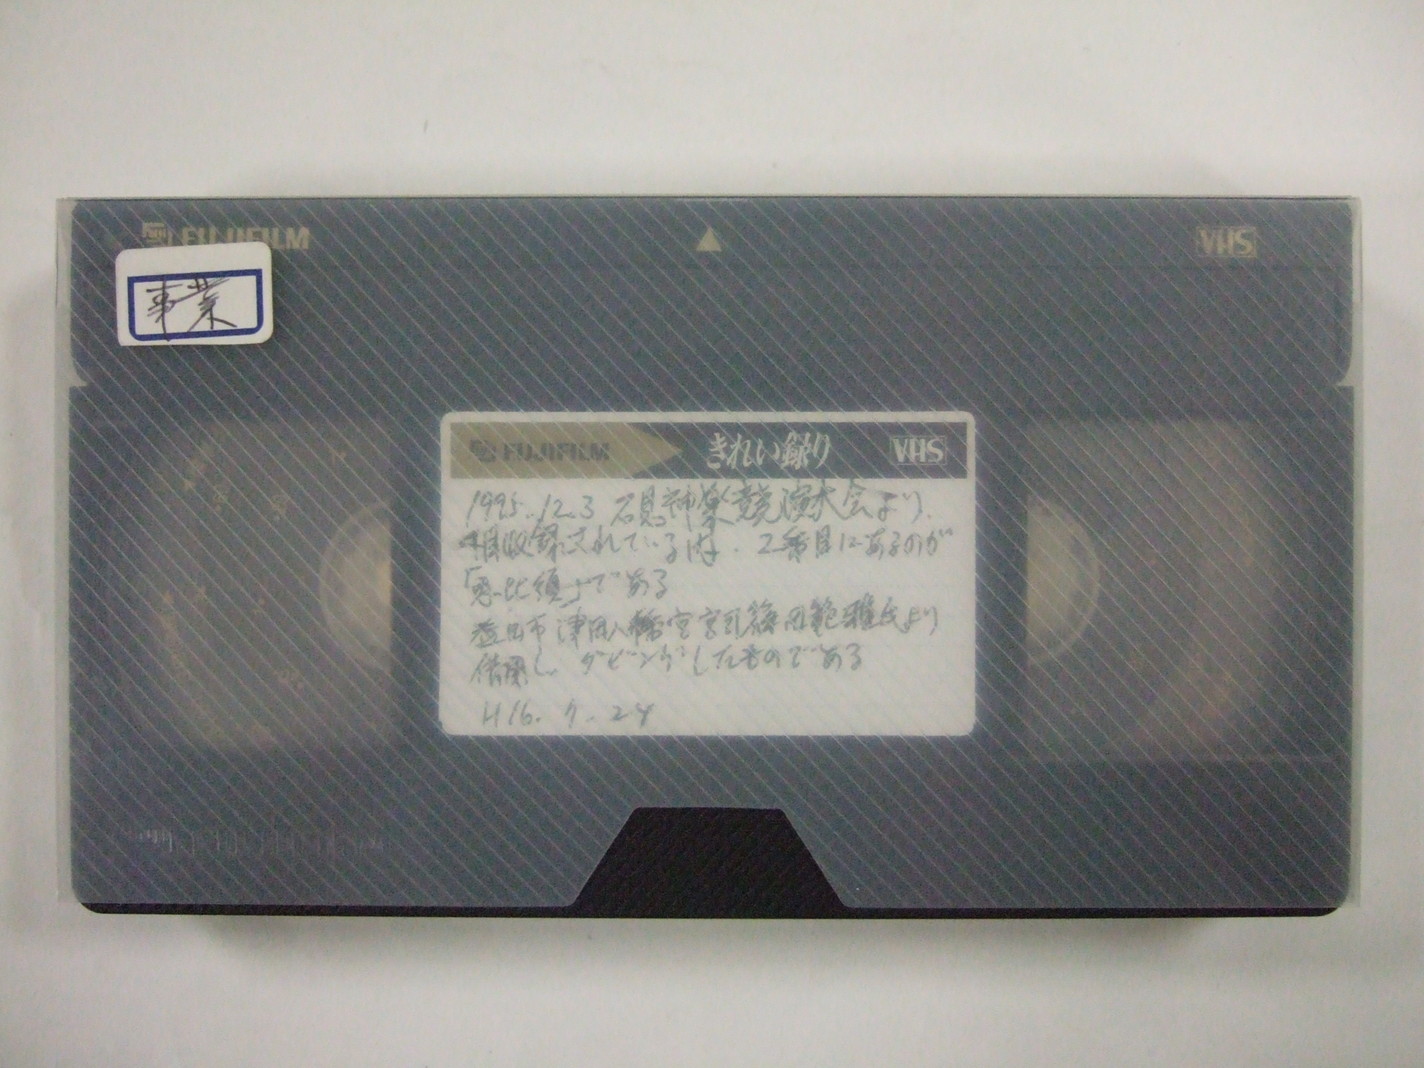 FUJIFILM
VHS
事業
FUJIFILM きれい録り VHS
1995.12.3 石見神楽競演大会より、
4目収録されている内、2番目にあるのが
「恵比須」である
益田市津田八幡宮宮司篠田範雅氏より
借用し ダビングしたものである
H16. 7. 24